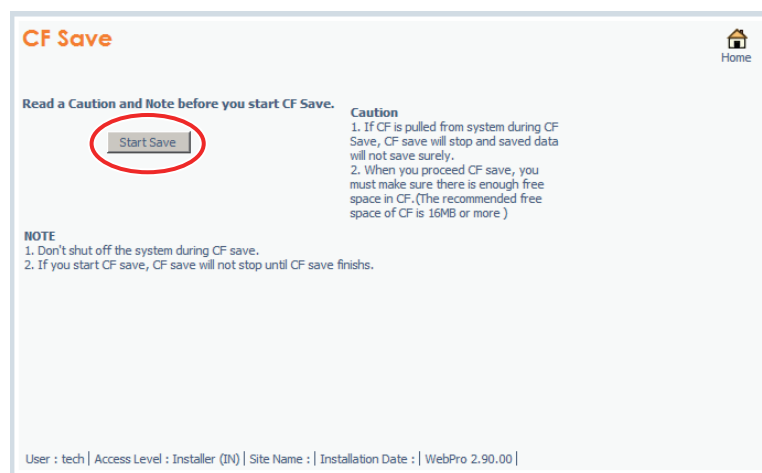 CF Save
Home
Read a Caution and Note before you start CF Save.
Start Save
Caution
1. If CF is pulled from system during CF
Save, CF save will stop and saved data
will not save surely.
2. When you proceed CF save, you
must make sure there is enough free
space in CF.(The recommended free
space of CF is 16MB or more )
NOTE
1. Don't shut off the system during CF save.
2. If you start CF save, CF save will not stop until CF save finishs.
User : tech | Access Level : Installer (IN) | Site Name : | Installation Date : | WebPro 2.90.00 |